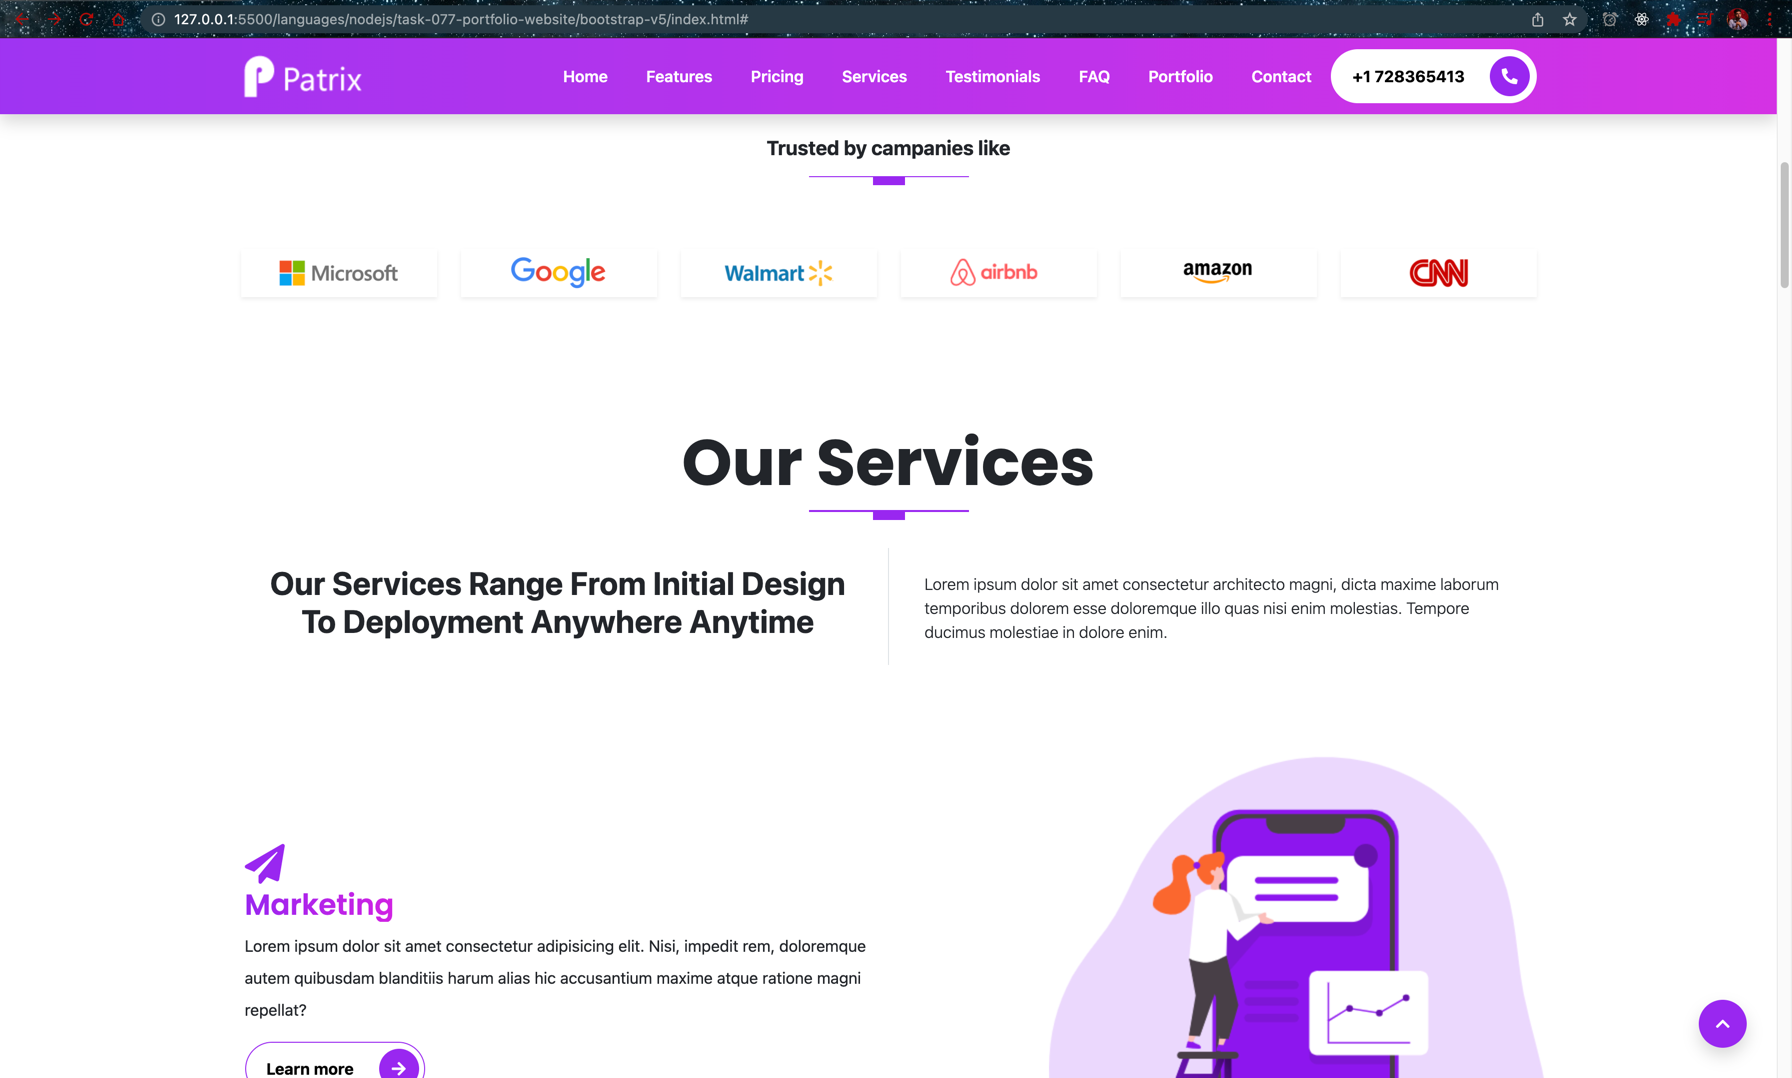 127.0.0.1:5500/languages/nodejs/task-077-portfolio-website/bootstrap-v5/index.html#
Patrix
Home
Features
Pricing
Services
Testimonials
FAQ
Portfolio
Contact
+1 728365413
Trusted by campanies like
Microsoft
Google
Walmart
airbnb
amazon
CNN
Our Services
Our Services Range From Initial Design
To Deployment Anywhere Anytime
Lorem ipsum dolor sit amet consectetur architecto magni, dicta maxime laborum
temporibus dolorem esse doloremque illo quas nisi enim molestias. Tempore
ducimus molestiae in dolore enim.
Marketing
Lorem ipsum dolor sit amet consectetur adipisicing elit. Nisi, impedit rem, doloremque
autem quibusdam blanditiis harum alias hic accusantium maxime atque ratione magni
repellat?
Learn more